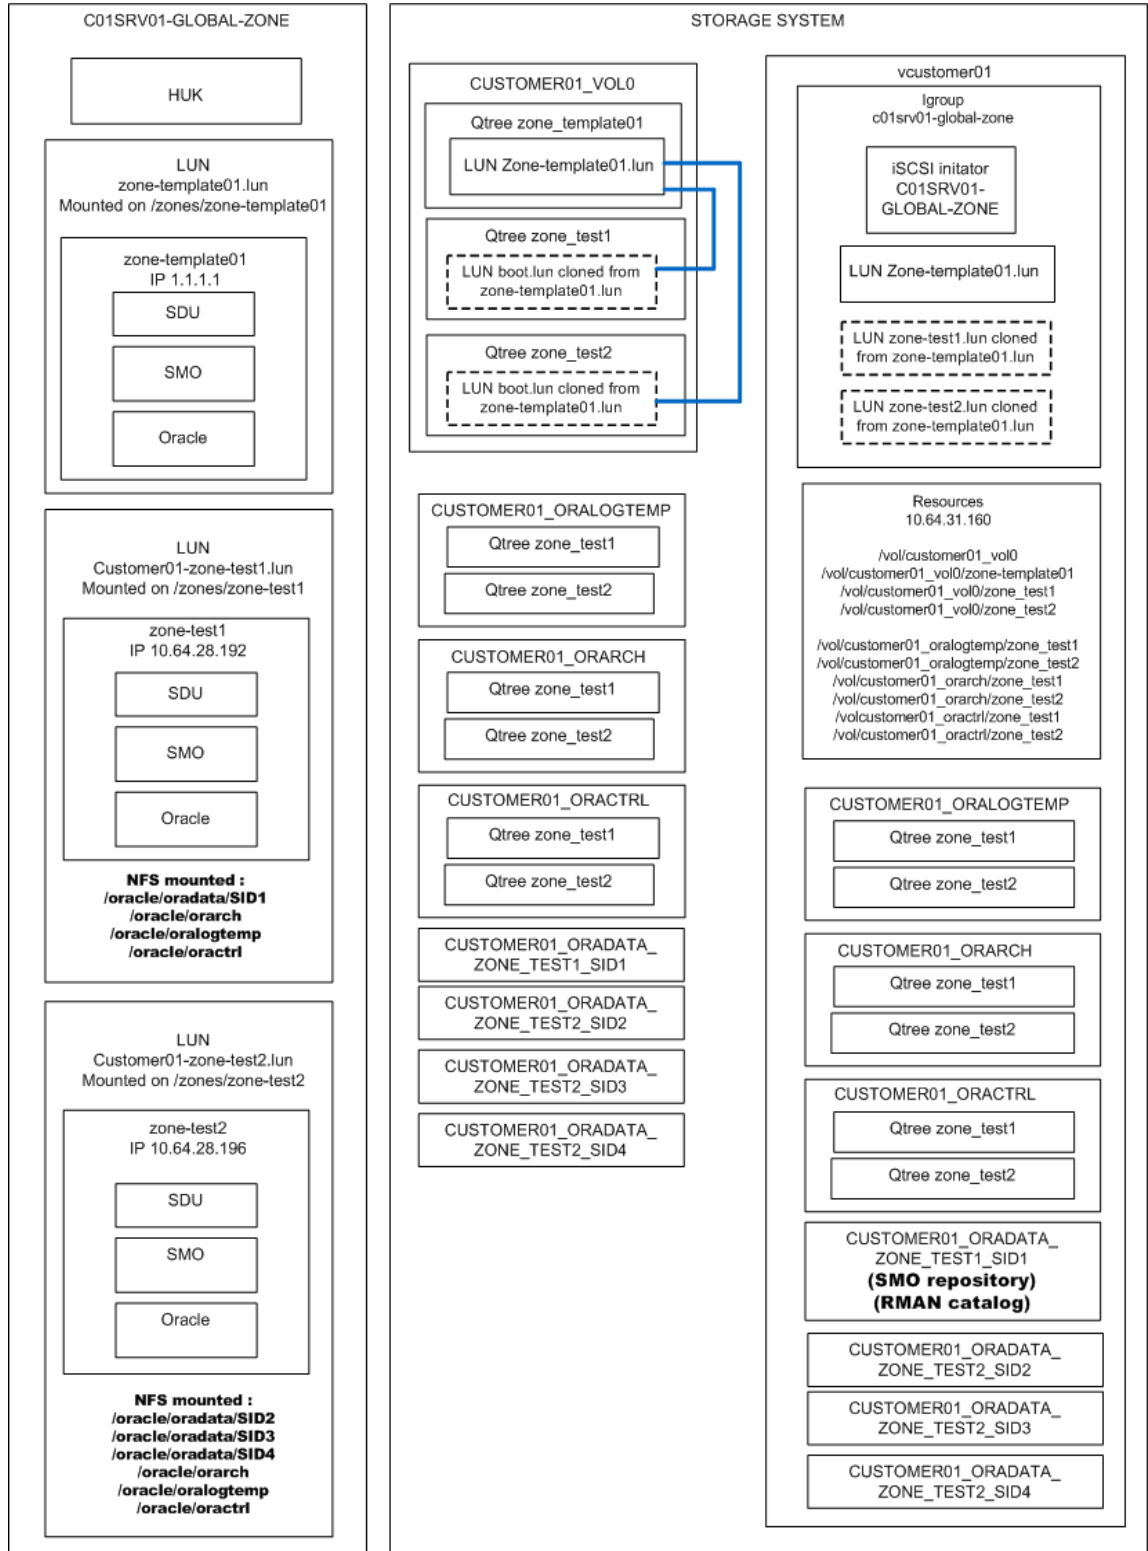 C01SRV01-GLOBAL-ZONE
HUK
LUN
zone-template01.lun
Mounted on /zones/zone-template01
zone-template01
IP 1.1.1.1
SDU
SMO
Oracle
LUN
Customer01-zone-test1.lun
Mounted on /zones/zone-test1
zone-test1
IP 10.64.28.192
SDU
SMO
Oracle
NFS mounted :
/oracle/oradata/SID1
/oracle/orarch
/oracle/oralogtemp
/oracle/oractrl
LUN
Customer01-zone-test2.lun
Mounted on /zones/zone-test2
zone-test2
IP 10.64.28.196
SDU
SMO
Oracle
NFS mounted :
/oracle/oradata/SID2
/oracle/oradata/SID3
/oracle/oradata/SID4
/oracle/orarch
/oracle/oralogtemp
/oracle/oractrl
STORAGE SYSTEM
CUSTOMER01_VOL0
Qtree zone_template01
LUN Zone-template01.lun
Qtree zone_test1
LUN boot.lun cloned from
zone-template01.lun
Qtree zone_test2
LUN boot.lun cloned from
zone-template01.lun
CUSTOMER01_ORALOGTEMP
Qtree zone_test1
Qtree zone_test2
CUSTOMER01_ORARCH
Qtree zone_test1
Qtree zone_test2
CUSTOMER01_ORACTRL
Qtree zone_test1
Qtree zone_test2
CUSTOMER01_ORADATA_
ZONE_TEST1_SID1
CUSTOMER01_ORADATA_
ZONE_TEST2_SID2
CUSTOMER01_ORADATA_
ZONE_TEST2_SID3
CUSTOMER01_ORADATA_
ZONE_TEST2_SID4
vcustomer01
Igroup
c01srv01-global-zone
iSCSI initator
C01SRV01-
GLOBAL-ZONE
LUN Zone-template01.lun
LUN zone-test1.lun cloned
from zone-template01.lun
LUN zone-test2.lun cloned
from zone-template01.lun
Resources
10.64.31.160
/vol/customer01_vol0
/vol/customer01_vol0/zone-template01
/vol/customer01_vol0/zone_test1
/vol/customer01_vol0/zone_test2
/vol/customer01_oralogtemp/zone_test1
/vol/customer01_oralogtemp/zone_test2
/vol/customer01_orarch/zone_test1
/vol/customer01_orarch/zone_test2
/volcustomer01_oractrl/zone_test1
/vol/customer01_oractrl/zone_test2
CUSTOMER01_ORALOGTEMP
Qtree zone_test1
Qtree zone_test2
CUSTOMER01_ORARCH
Qtree zone_test1
Qtree zone_test2
CUSTOMER01_ORACTRL
Qtree zone_test1
Qtree zone_test2
CUSTOMER01_ORADATA_
ZONE_TEST1_SID1
(SMO repository)
(RMAN catalog)
CUSTOMER01_ORADATA_
ZONE_TEST2_SID2
CUSTOMER01_ORADATA_
ZONE_TEST2_SID3
CUSTOMER01_ORADATA_
ZONE_TEST2_SID4